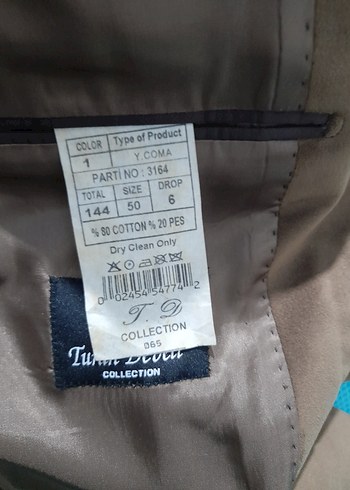 COLOR Type of Product
1 Y.COMA
PARTI NO : 3164
TOTAL SIZE DROP
144 50 6
% 80 COTTON % 20 PES
Dry Clean Only
0 02454 54774 2
T. D
COLLECTION
065
COLLECTION